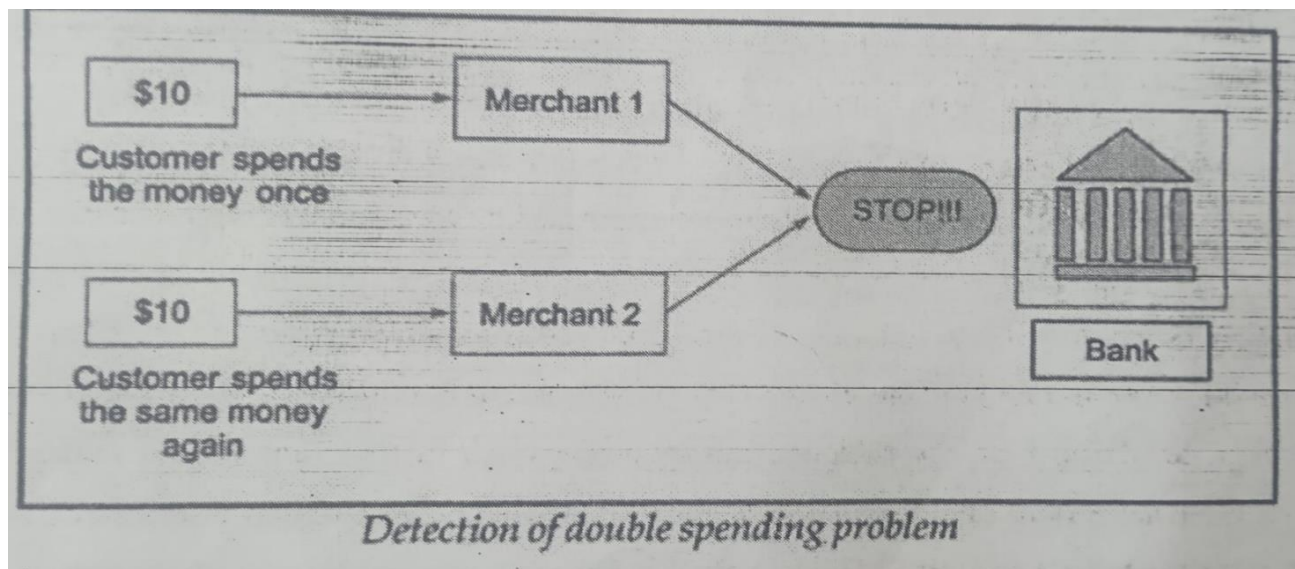 $10
Merchant 1
Customer spends
the money once
STOP!!!
$10
Merchant 2
Customer spends
the same money
again
Bank
Detection of double spending problem